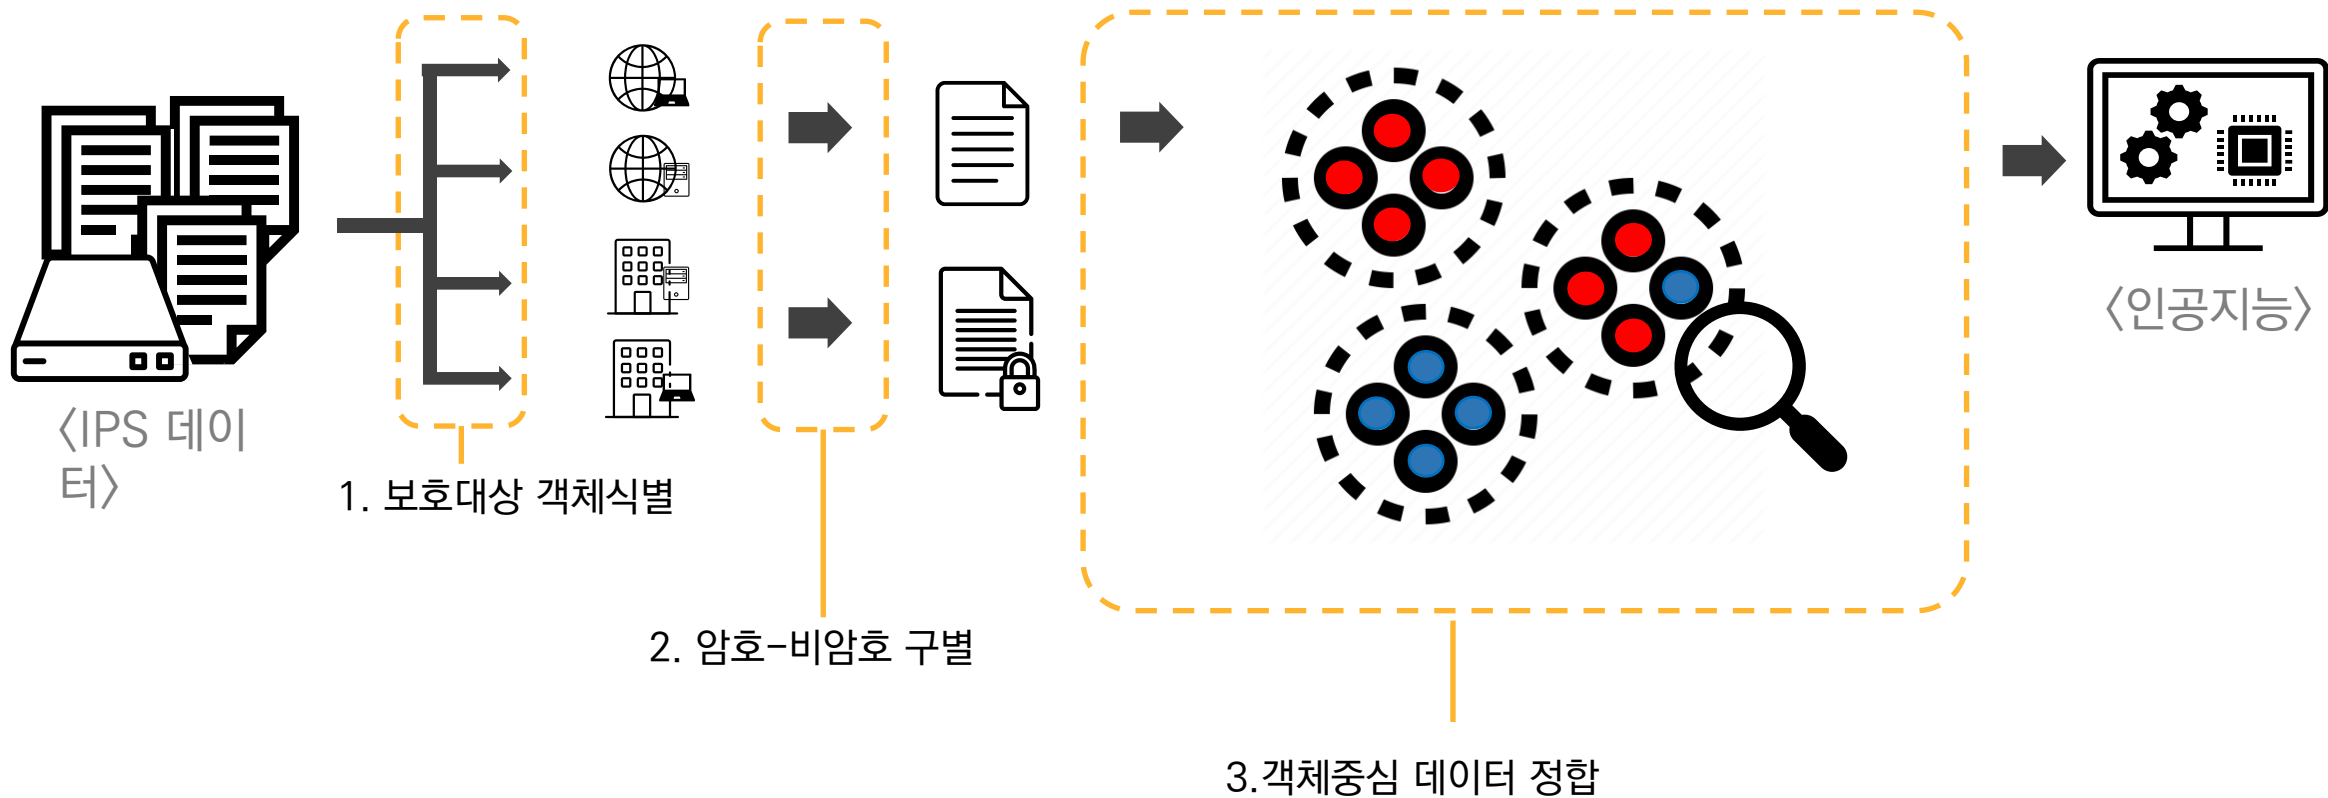 <IPS 데이
터>
1. 보호대상 객체식별
2. 암호-비암호 구별
3.객체중심 데이터 정합
<인공지능>